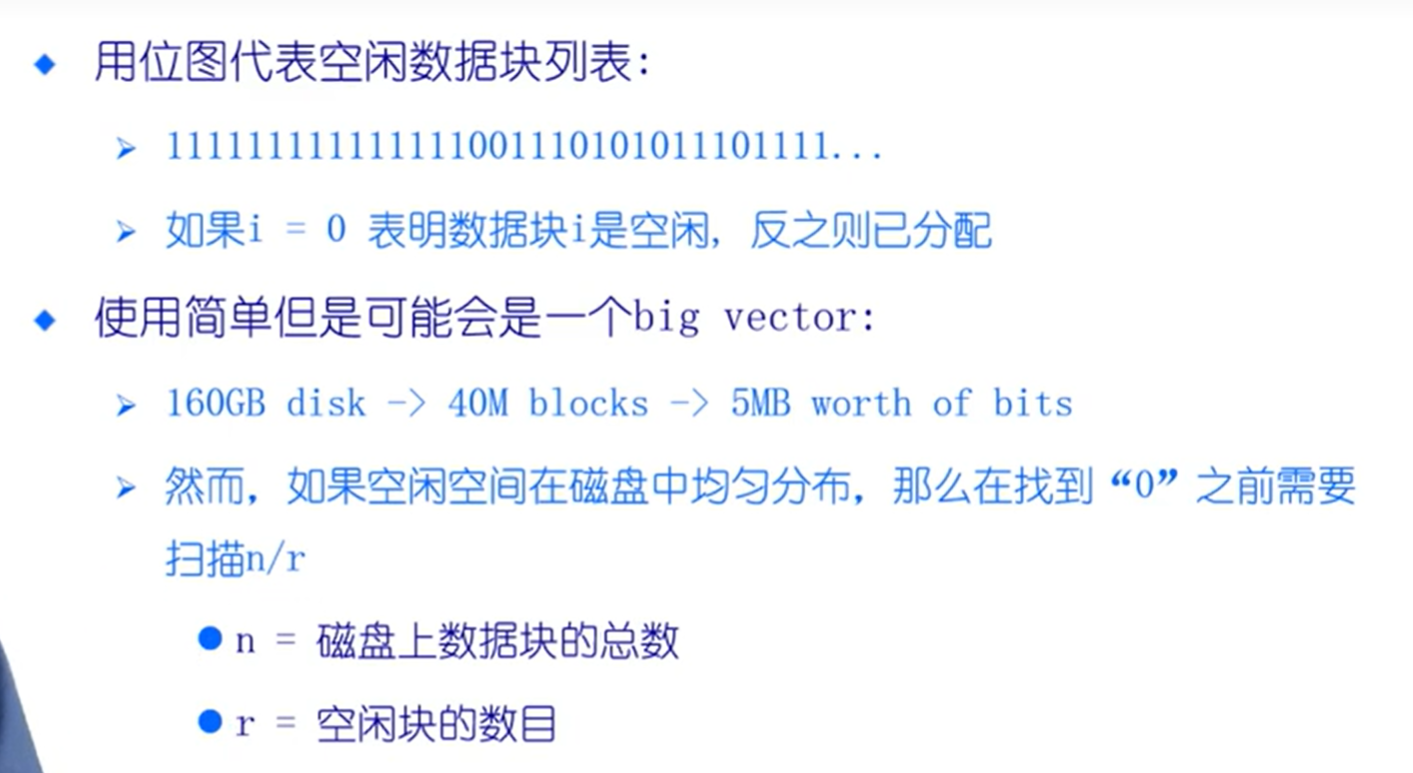 用位图代表空闲数据块列表:
11111111111111110011101010111101111...
如果i = 0 表明数据块i是空闲, 反之则已分配
使用简单但是可能会是一个big vector:
160GB disk -> 40M blocks -> 5MB worth of bits
然而, 如果空闲空间在磁盘中均匀分布, 那么在找到“0”之前需要
扫描n/r
n = 磁盘上数据块的总数
r = 空闲块的数目